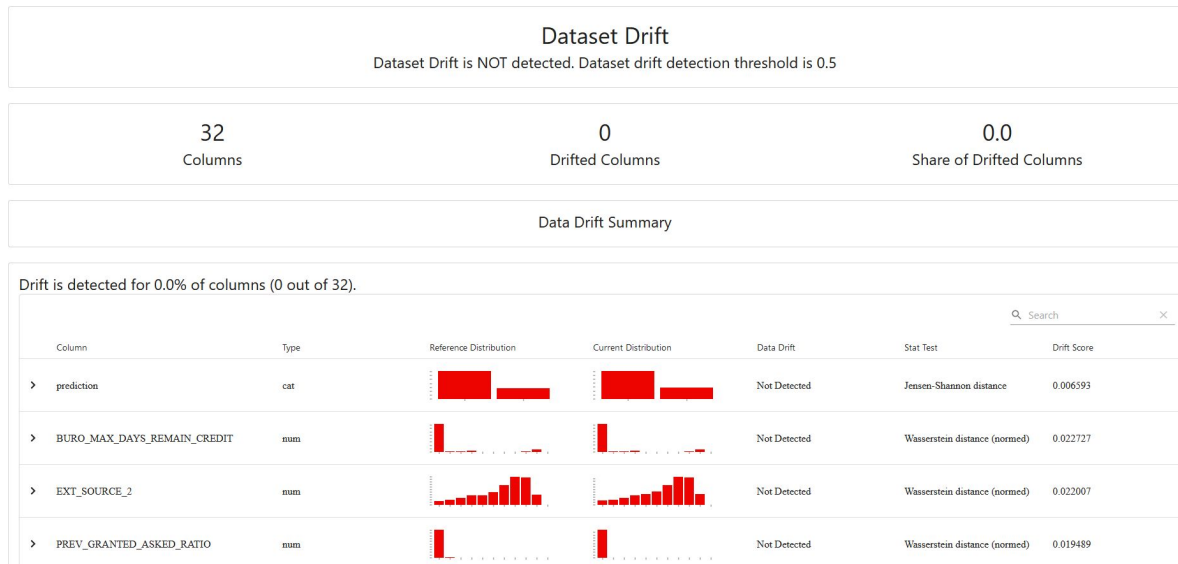 Dataset Drift
Dataset Drift is NOT detected. Dataset drift detection threshold is 0.5
32 0 0.0
Columns Drifted Columns Share of Drifted Columns
Data Drift Summary
Drift is detected for 0.0% of columns (0 out of 32).
Search
Column Type Reference Distribution Current Distribution Data Drift Stat Test Drift Score
prediction cat Not Detected Jensen-Shannon distance 0.006593
BURO_MAX_DAYS_REMAIN_CREDIT num Not Detected Wasserstein distance (normed) 0.022727
EXT_SOURCE_2 num Not Detected Wasserstein distance (normed) 0.022007
PREV_GRANTED_ASKED_RATIO num Not Detected Wasserstein distance (normed) 0.019489